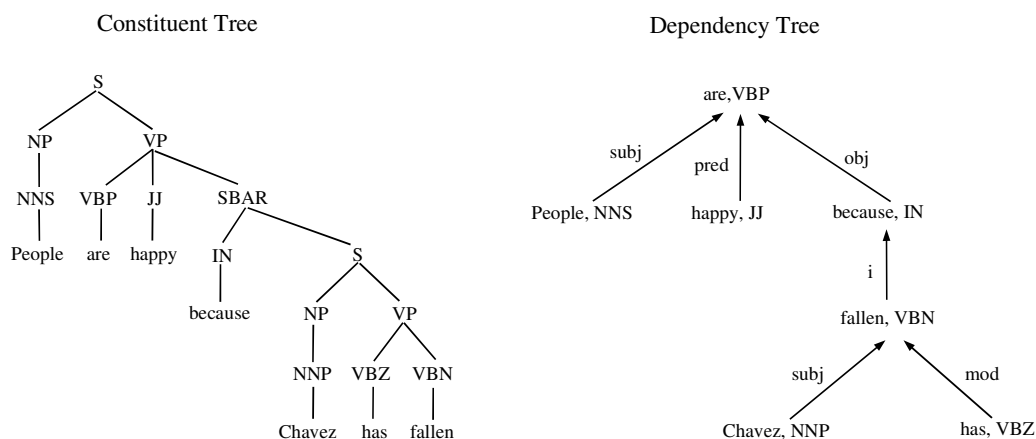 Constituent Tree
S
NP VP
NNS VBP JJ SBAR
People are happy IN S
because NP VP
NNP VBZ VBN
Chavez has fallen
Dependency Tree
are,VBP
subj pred obj
People, NNS happy, JJ because, IN
i
fallen, VBN
subj mod
Chavez, NNP has, VBZ